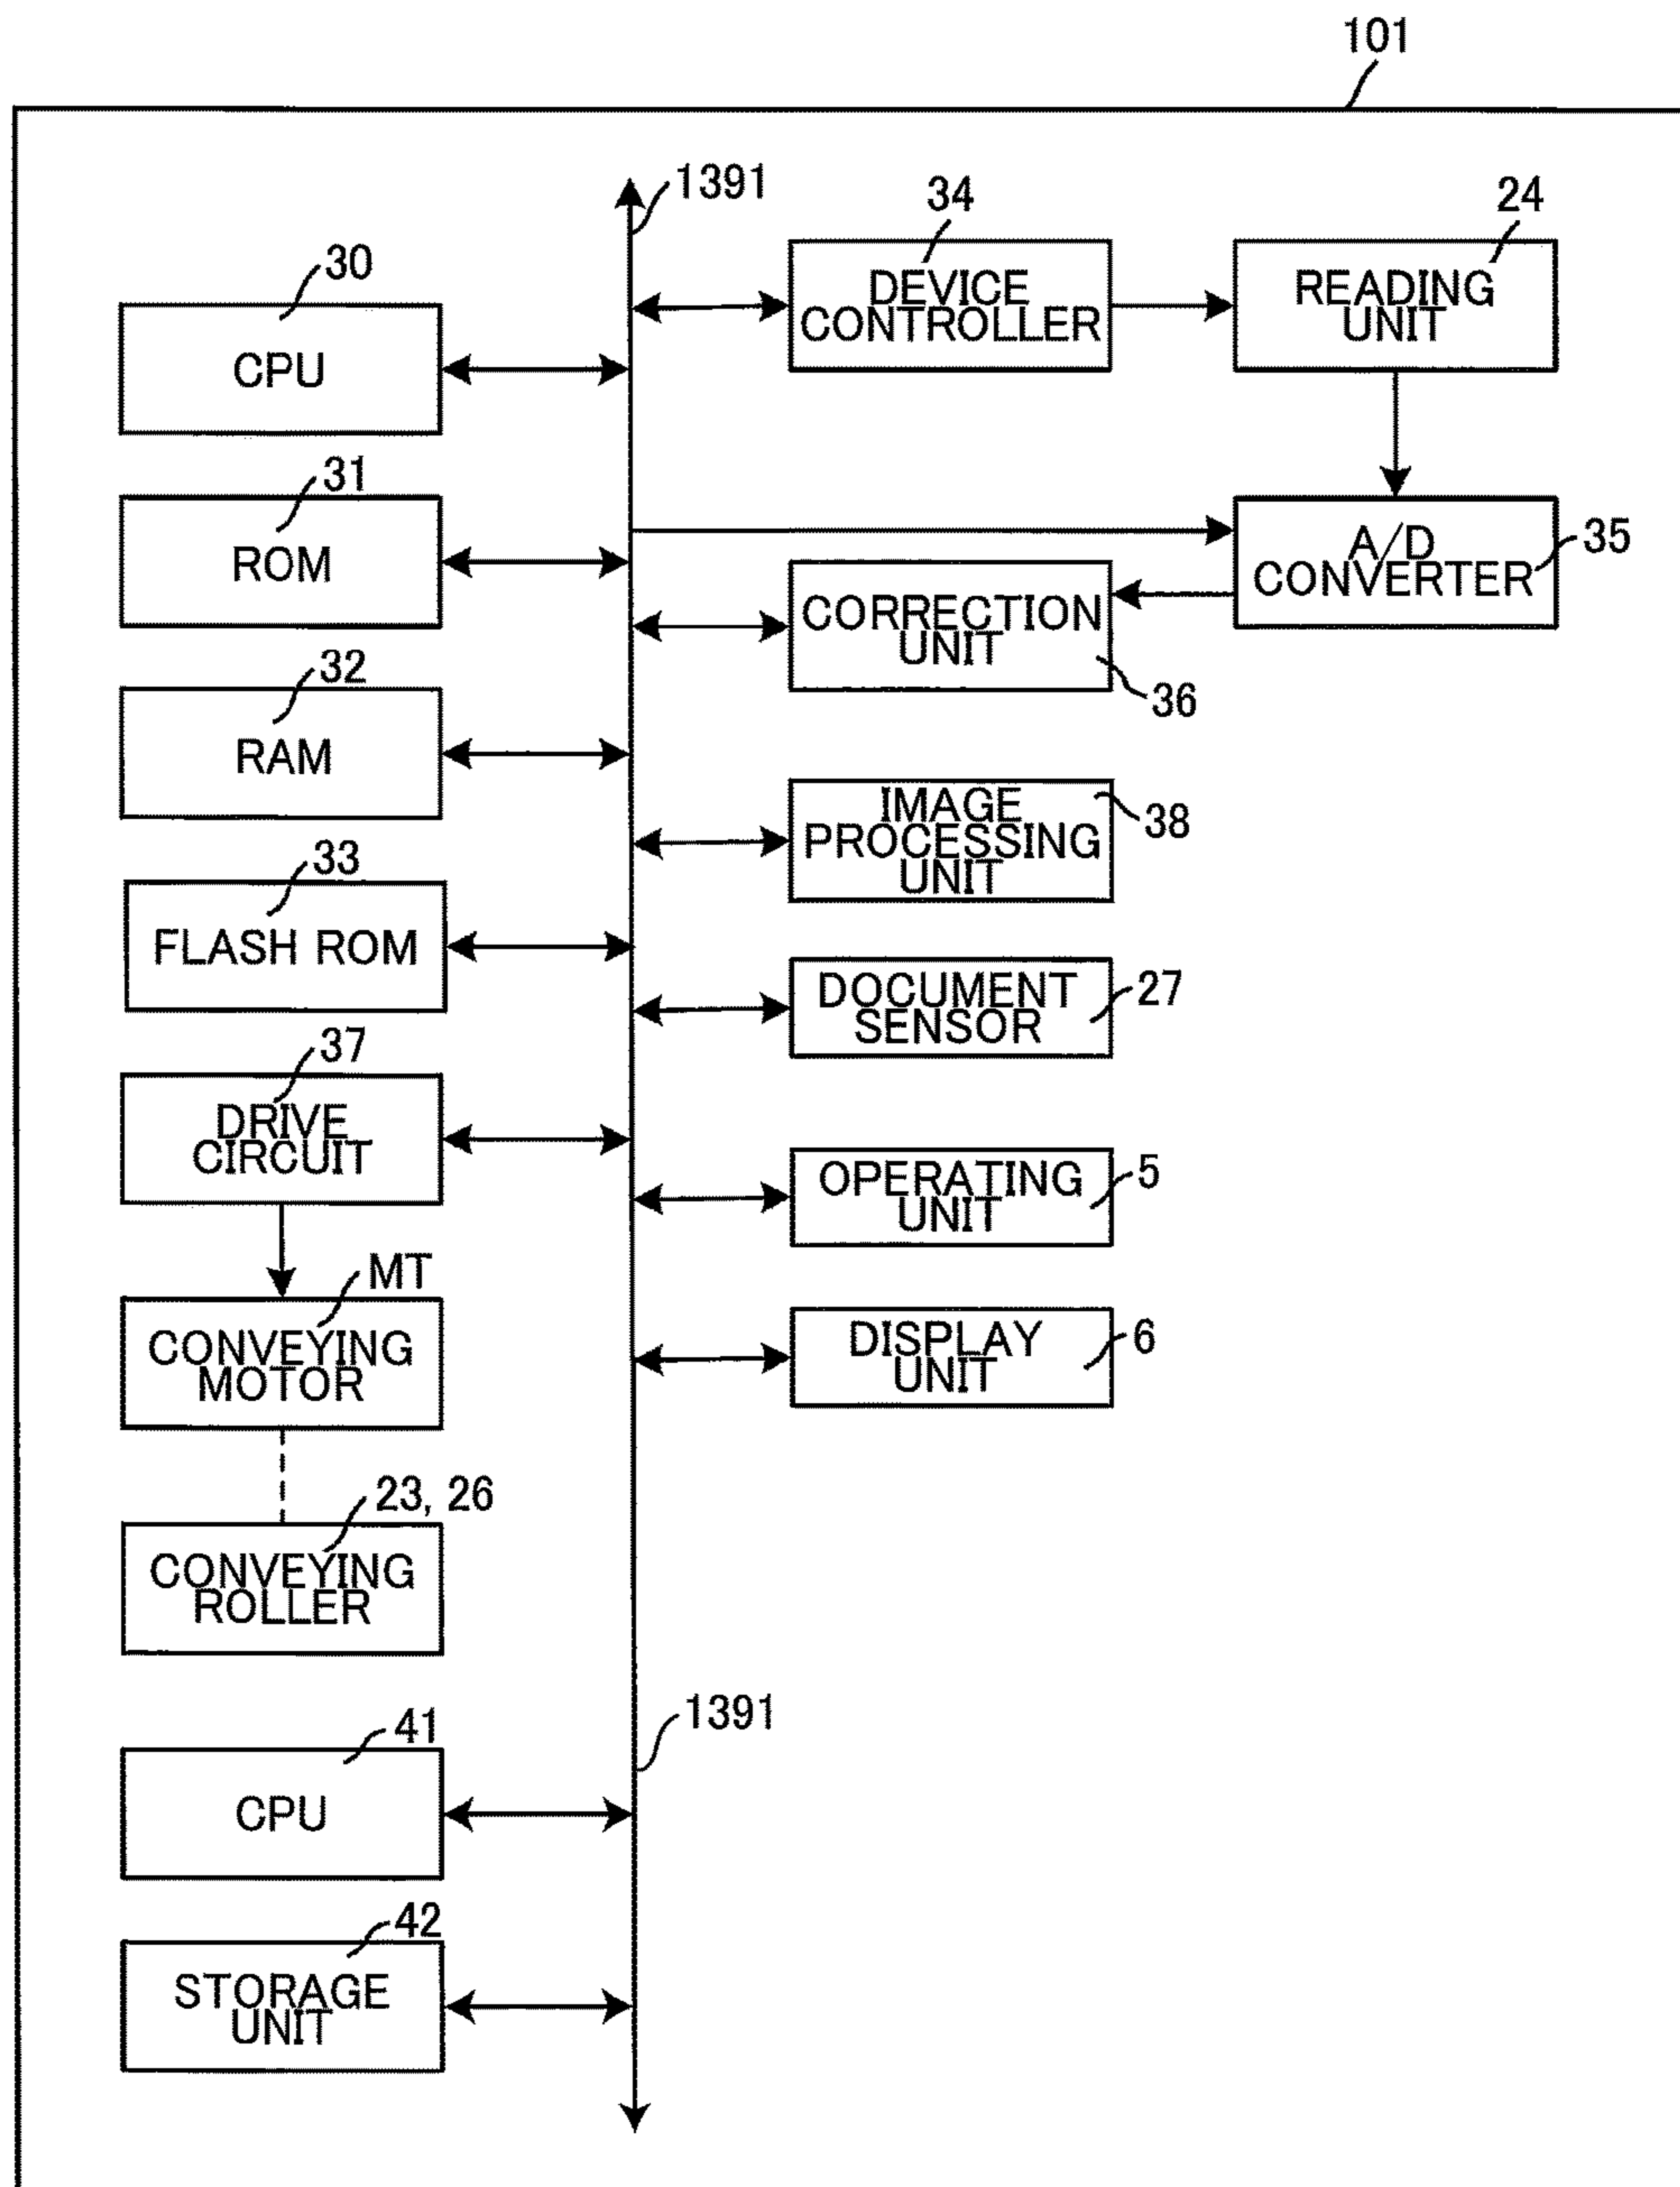 101
1391
30
CPU
31
ROM
32
RAM
33
FLASH ROM
37
DRIVE
CIRCUIT
MT
CONVEYING
MOTOR
23, 26
CONVEYING
ROLLER
41
CPU
42
STORAGE
UNIT
34
DEVICE
CONTROLLER
24
READING
UNIT
A/D
CONVERTER
35
CORRECTION
UNIT
36
IMAGE
PROCESSING
UNIT
38
DOCUMENT
SENSOR
27
OPERATING
UNIT
5
DISPLAY
UNIT
6
1391